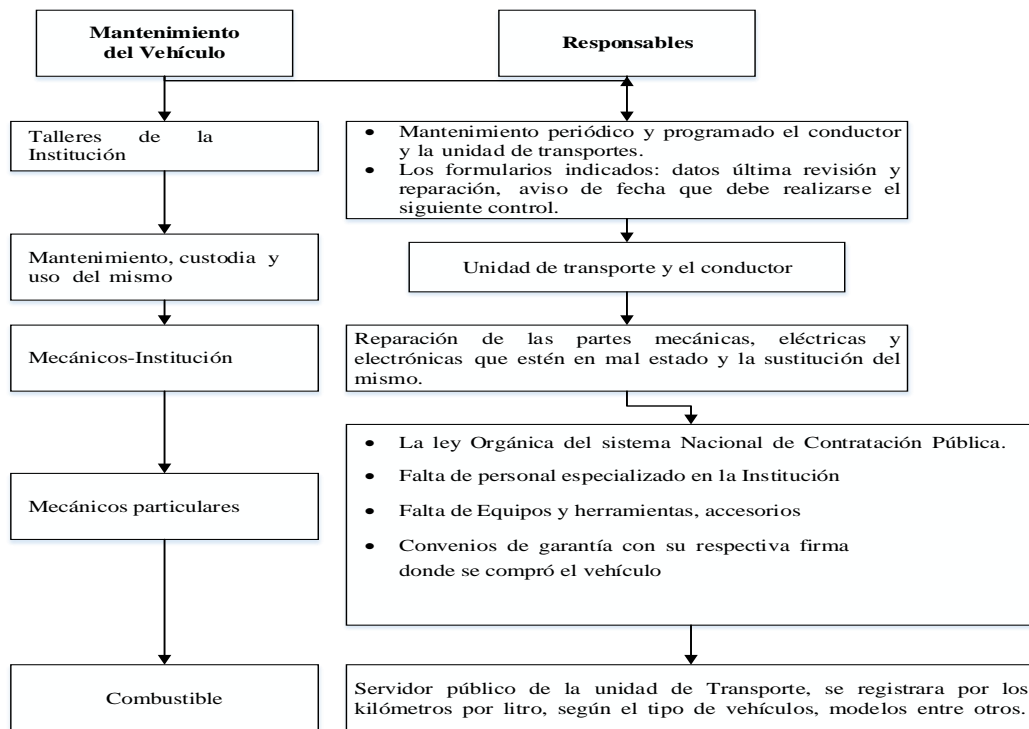 Mantenimiento
del Vehículo
Responsables
Talleres de la
Institución
• Mantenimiento periódico y programado el conductor
y la unidad de transportes.
• Los formularios indicados: datos última revisión y
reparación, aviso de fecha que debe realizarse el
siguiente control.
Mantenimiento, custodia y
uso del mismo
Unidad de transporte y el conductor
Mecánicos-Institución
Reparación de las partes mecánicas, eléctricas y
electrónicas que estén en mal estado y la sustitución del
mismo.
Mecánicos particulares
• La ley Orgánica del sistema Nacional de Contratación Pública.
• Falta de personal especializado en la Institución
• Falta de Equipos y herramientas, accesorios
• Convenios de garantía con su respectiva firma
donde se compró el vehículo
Combustible
Servidor público de la unidad de Transporte, se registrara por los
kilómetros por litro, según el tipo de vehículos, modelos entre otros.